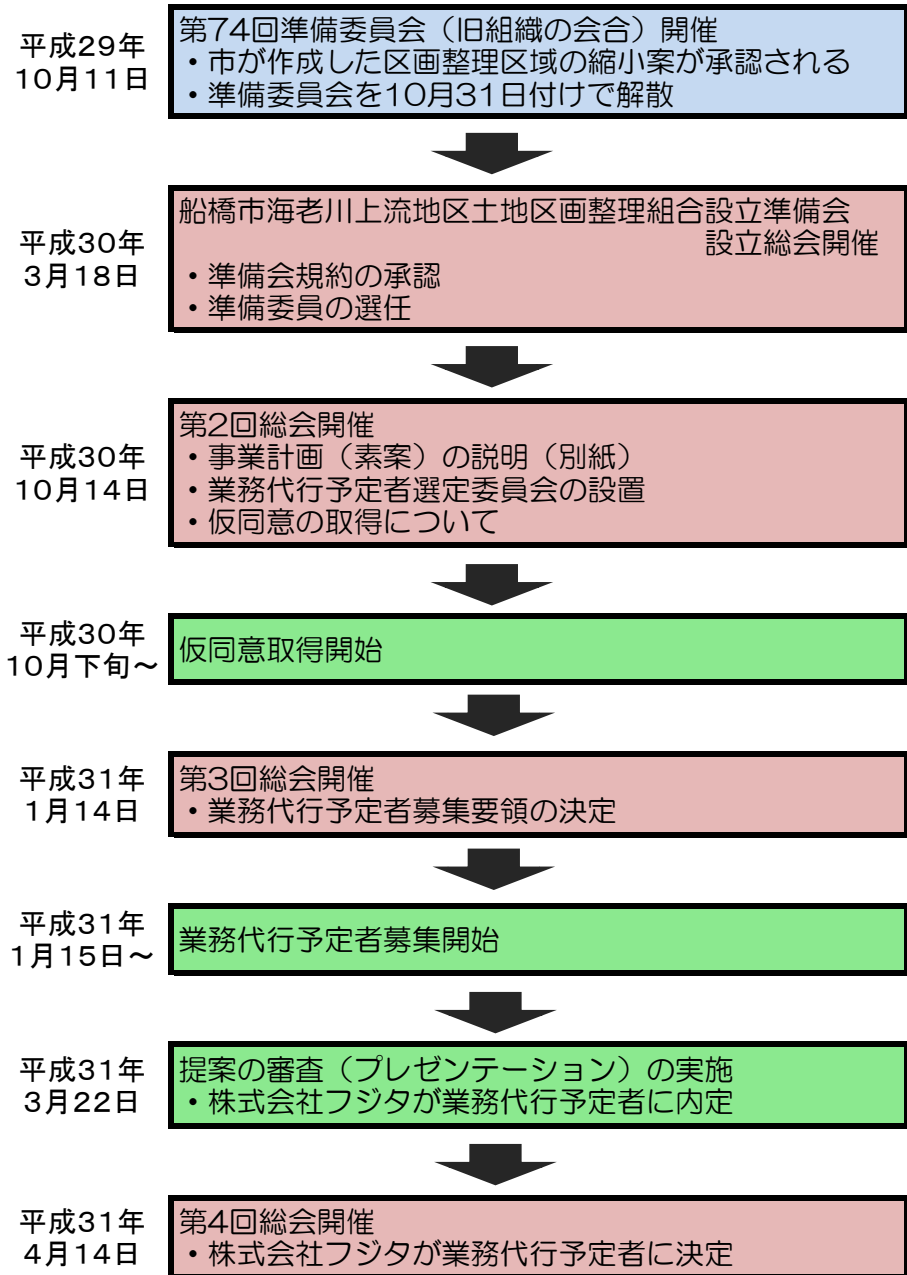 平成29年
10月11日
第74回準備委員会（旧組織の会合）開催
・市が作成した区画整理区域の縮小案が承認される
・準備委員会を10月31日付けで解散
平成30年
3月18日
船橋市海老川上流地区土地区画整理組合設立準備会
設立総会開催
・準備会規約の承認
・準備委員の選任
平成30年
10月14日
第2回総会開催
・事業計画（素案）の説明（別紙）
・業務代行予定者選定委員会の設置
・仮同意の取得について
平成30年
10月下旬～
仮同意取得開始
平成31年
1月14日
第3回総会開催
・業務代行予定者募集要領の決定
平成31年
1月15日～
業務代行予定者募集開始
平成31年
3月22日
提案の審査（プレゼンテーション）の実施
・株式会社フジタが業務代行予定者に内定
平成31年
4月14日
第4回総会開催
・株式会社フジタが業務代行予定者に決定